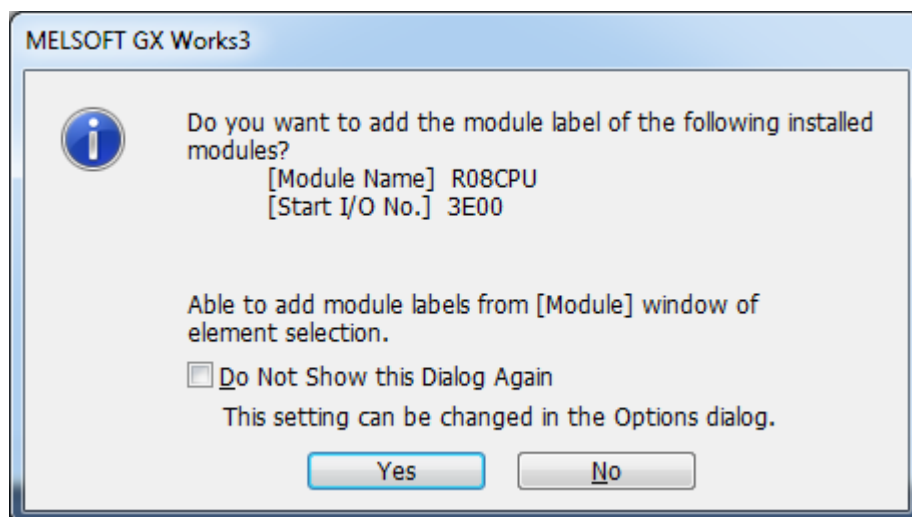 MELSOFT GX Works3
Do you want to add the module label of the following installed
modules?
[Module Name] R08CPU
[Start I/O No.] 3E00
Able to add module labels from [Module] window of
element selection.
Do Not Show this Dialog Again
This setting can be changed in the Options dialog.
Yes No